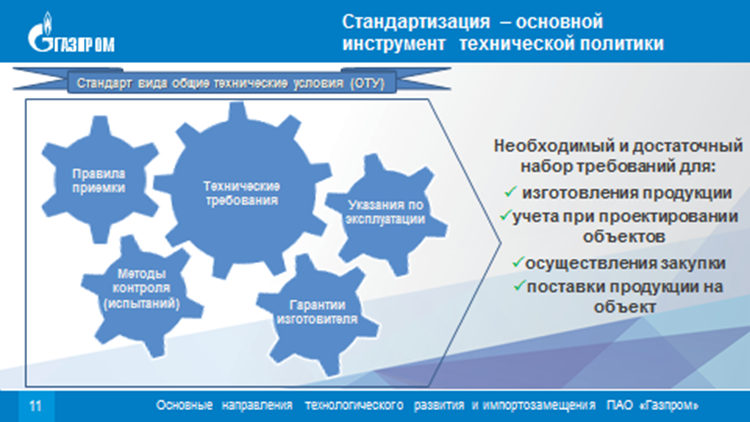 ГАЗПРОМ
Стандартизация – основной
инструмент технической политики
Стандарт вида общие технические условия (ОТУ)
Правила
приемки
Технические
требования
Указания по
эксплуатации
Методы
контроля
(испытаний)
Гарантии
изготовителя
Необходимый и достаточный
набор требований для:
✓ изготовления продукции
✓учета при проектировании
объектов
✓осуществления закупки
✓поставки продукции на
объект
11
Основные направления технологического развития и импортозамещения ПАО «Газпром»